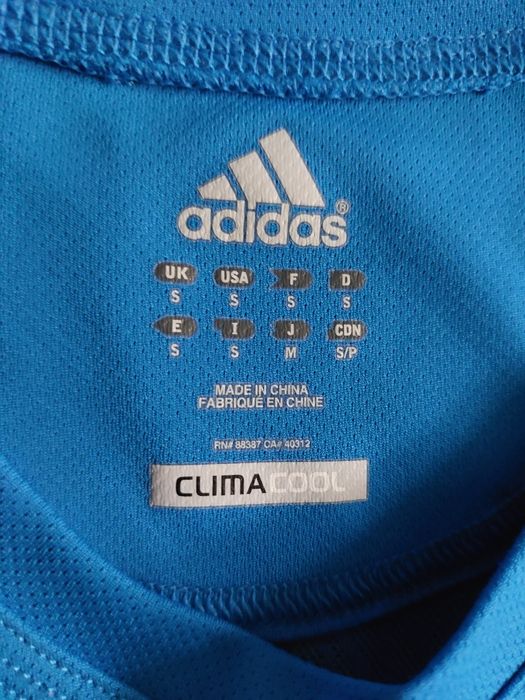 adidas®
UK USA F D
S S S S
E I J CDN
S S M S/P
MADE IN CHINA
FABRIQUÉ EN CHINE
RN# 88387 CA# 40312
CLIMACOOL